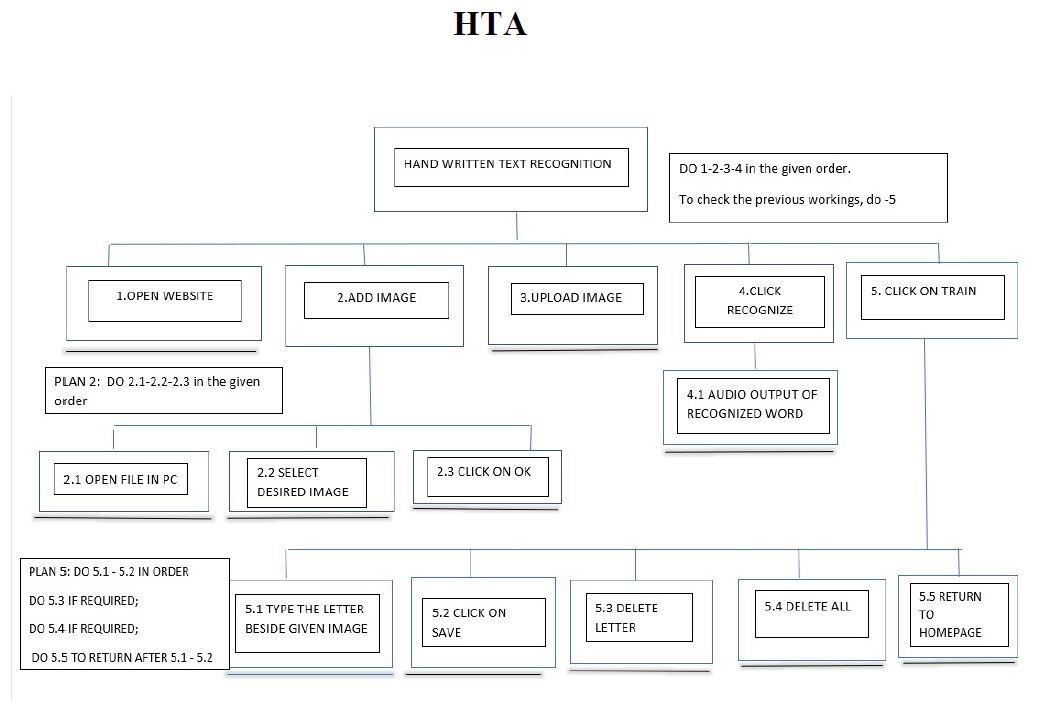 HTA
HAND WRITTEN TEXT RECOGNITION
DO 1-2-3-4 in the given order.
To check the previous workings, do -5
1.OPEN WEBSITE
2.ADD IMAGE
3.UPLOAD IMAGE
4.CLICK
RECOGNIZE
5. CLICK ON TRAIN
PLAN 2: DO 2.1-2.2-2.3 in the given
order
4.1 AUDIO OUTPUT OF
RECOGNIZED WORD
2.1 OPEN FILE IN PC
2.2 SELECT
DESIRED IMAGE
2.3 CLICK ON OK
PLAN 5: DO 5.1 - 5.2 IN ORDER
DO 5.3 IF REQUIRED;
DO 5.4 IF REQUIRED;
DO 5.5 TO RETURN AFTER 5.1 - 5.2
5.1 TYPE THE LETTER
BESIDE GIVEN IMAGE
5.2 CLICK ON
SAVE
5.3 DELETE
LETTER
5.4 DELETE ALL
5.5 RETURN
TO
HOMEPAGE